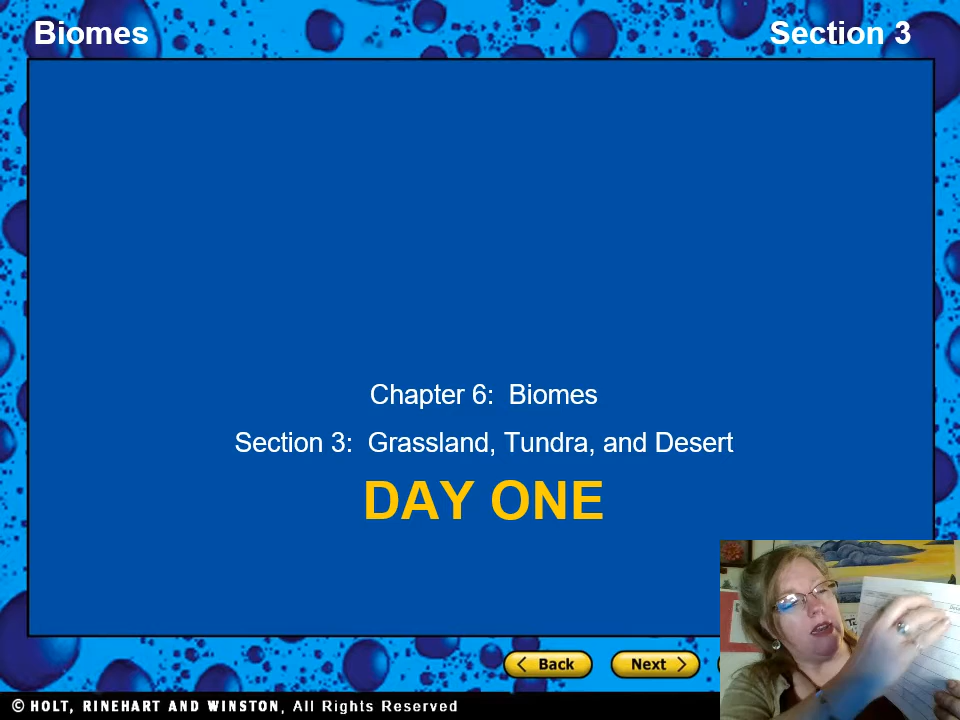 Biomes
Section 3
Chapter 6: Biomes
Section 3: Grassland, Tundra, and Desert
DAY ONE
Back
Next
© HOLT, RINEHART AND WINSTON, All Rights Reserved